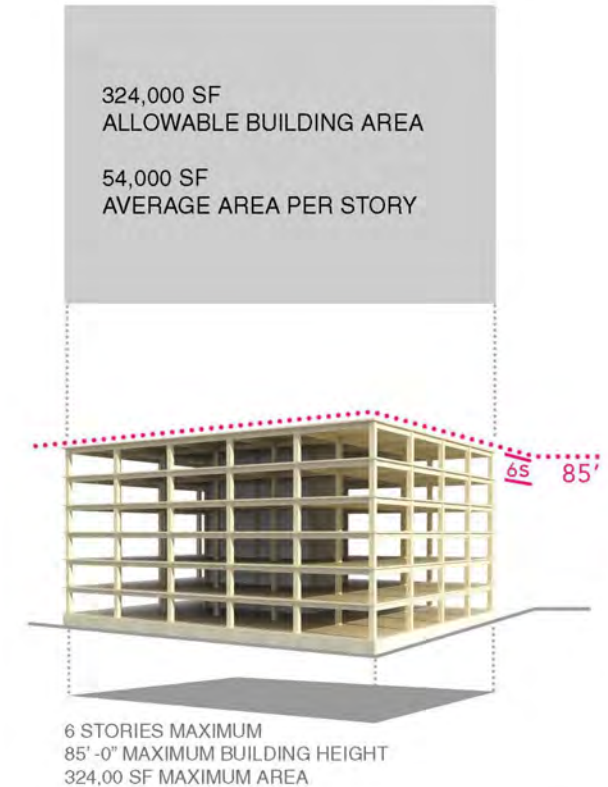 324,000 SF
ALLOWABLE BUILDING AREA
54,000 SF
AVERAGE AREA PER STORY
6s
85'
6 STORIES MAXIMUM
85' -0" MAXIMUM BUILDING HEIGHT
324,00 SF MAXIMUM AREA